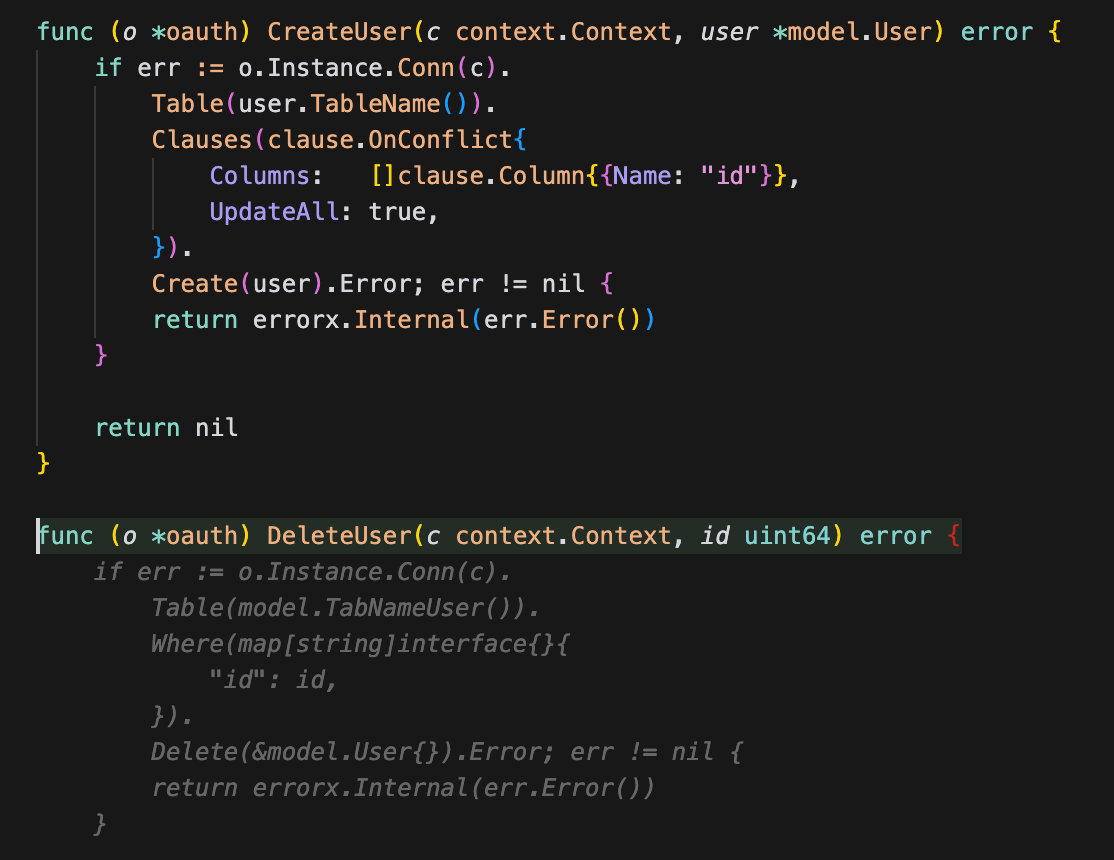 func (o *oauth) CreateUser(c context.Context, user *model.User) error {
    if err := o.Instance.Conn(c).
        Table(user.TableName()).
        Clauses(clause.OnConflict{
            Columns:   []clause.Column{{Name: "id"}},
            UpdateAll: true,
        }).
        Create(user).Error; err != nil {
        return errorx.Internal(err.Error())
    }

    return nil
}

func (o *oauth) DeleteUser(c context.Context, id uint64) error {
    if err := o.Instance.Conn(c).
        Table(model.TabNameUser()).
        Where(map[string]interface{}{
            "id": id,
        }).
        Delete(&model.User{}).Error; err != nil {
        return errorx.Internal(err.Error())
    }